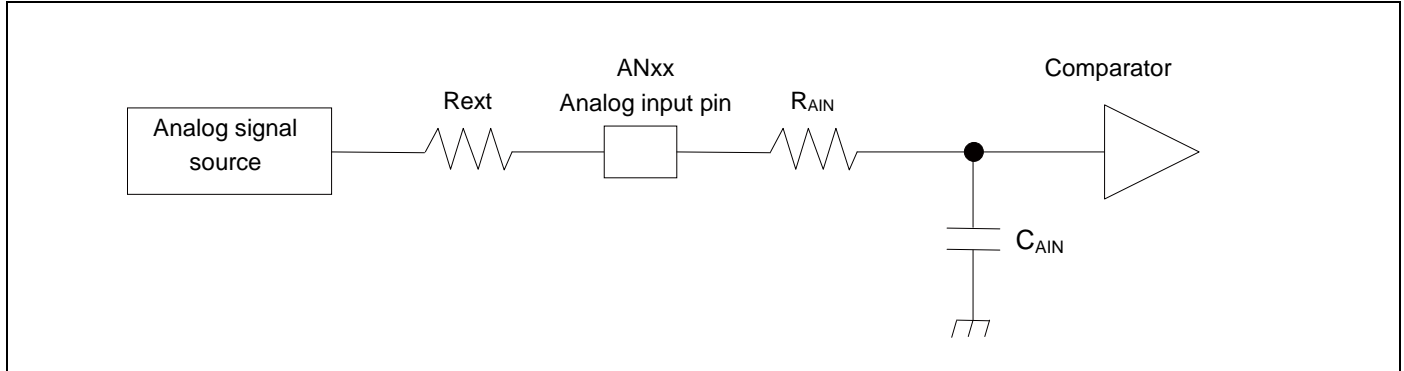 ANxx
Comparator
Rext
Analog input pin
RAIN
Analog signal
source
CAIN